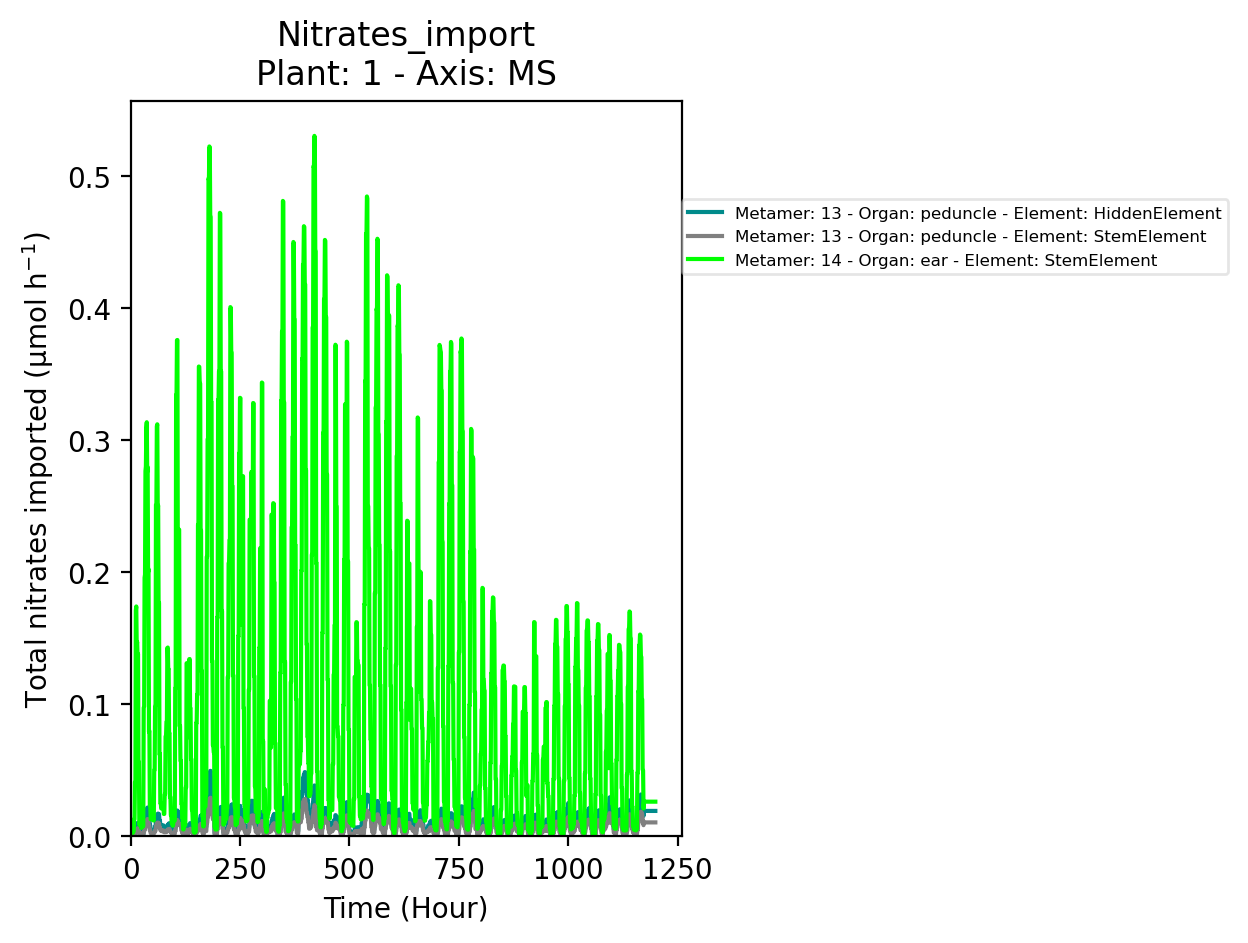 Nitrates_import
Plant: 1 - Axis: MS
Total nitrates imported (µmol h⁻¹)
0.5
0.4
0.3
0.2
0.1
0.0
0 250 500 750 1000 1250
Time (Hour)
Metamer: 13 - Organ: peduncle - Element: HiddenElement
Metamer: 13 - Organ: peduncle - Element: StemElement
Metamer: 14 - Organ: ear - Element: StemElement